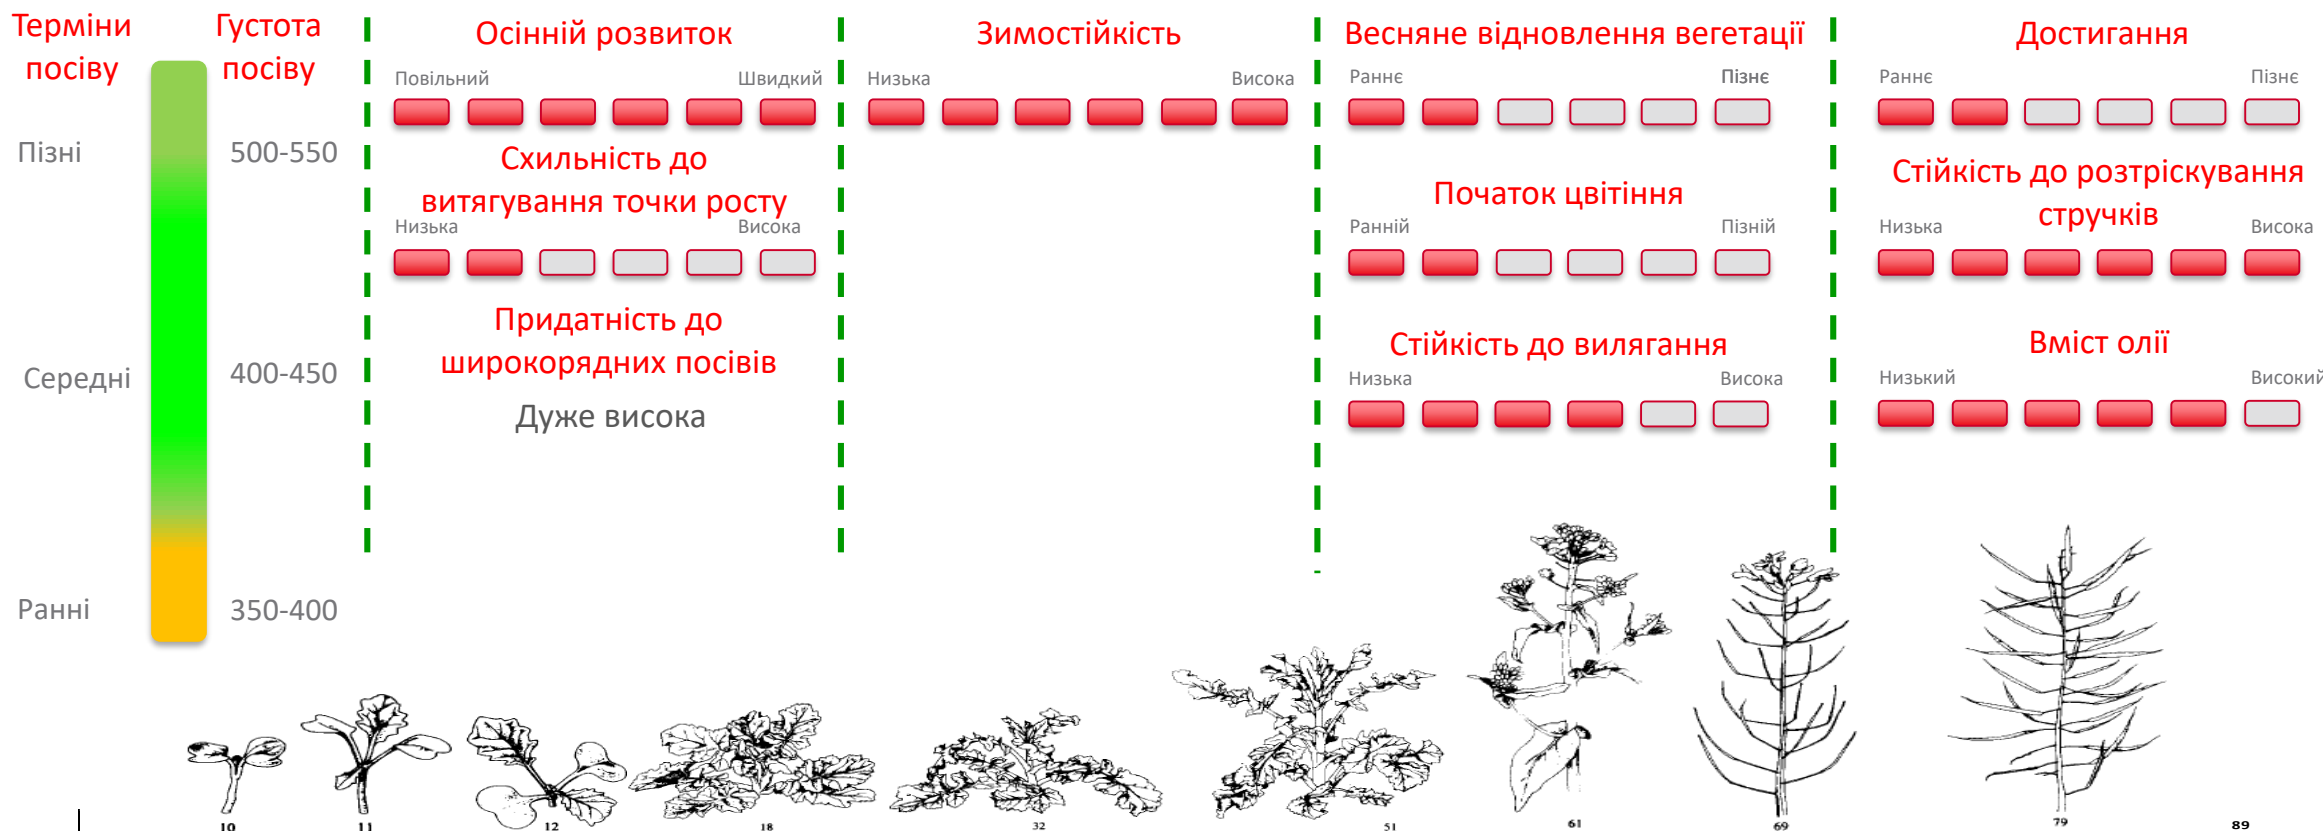 Терміни
посіву
Густота
посіву
Пізні
500-550
Середні
400-450
Ранні
350-400
Осінній розвиток
Повільний Швидкий
Схильність до
витягування точки росту
Низька Висока
Придатність до
широкорядних посівів
Дуже висока
Зимостійкість
Низька Висока
Весняне відновлення вегетації
Раннє Пізнє
Початок цвітіння
Ранній Пізній
Стійкість до вилягання
Низька Висока
Достигання
Раннє Пізнє
Стійкість до розтріскування
стручків
Низька Висока
Вміст олії
Низький Високий
10 11 12 18 32 51 61 69 79 89